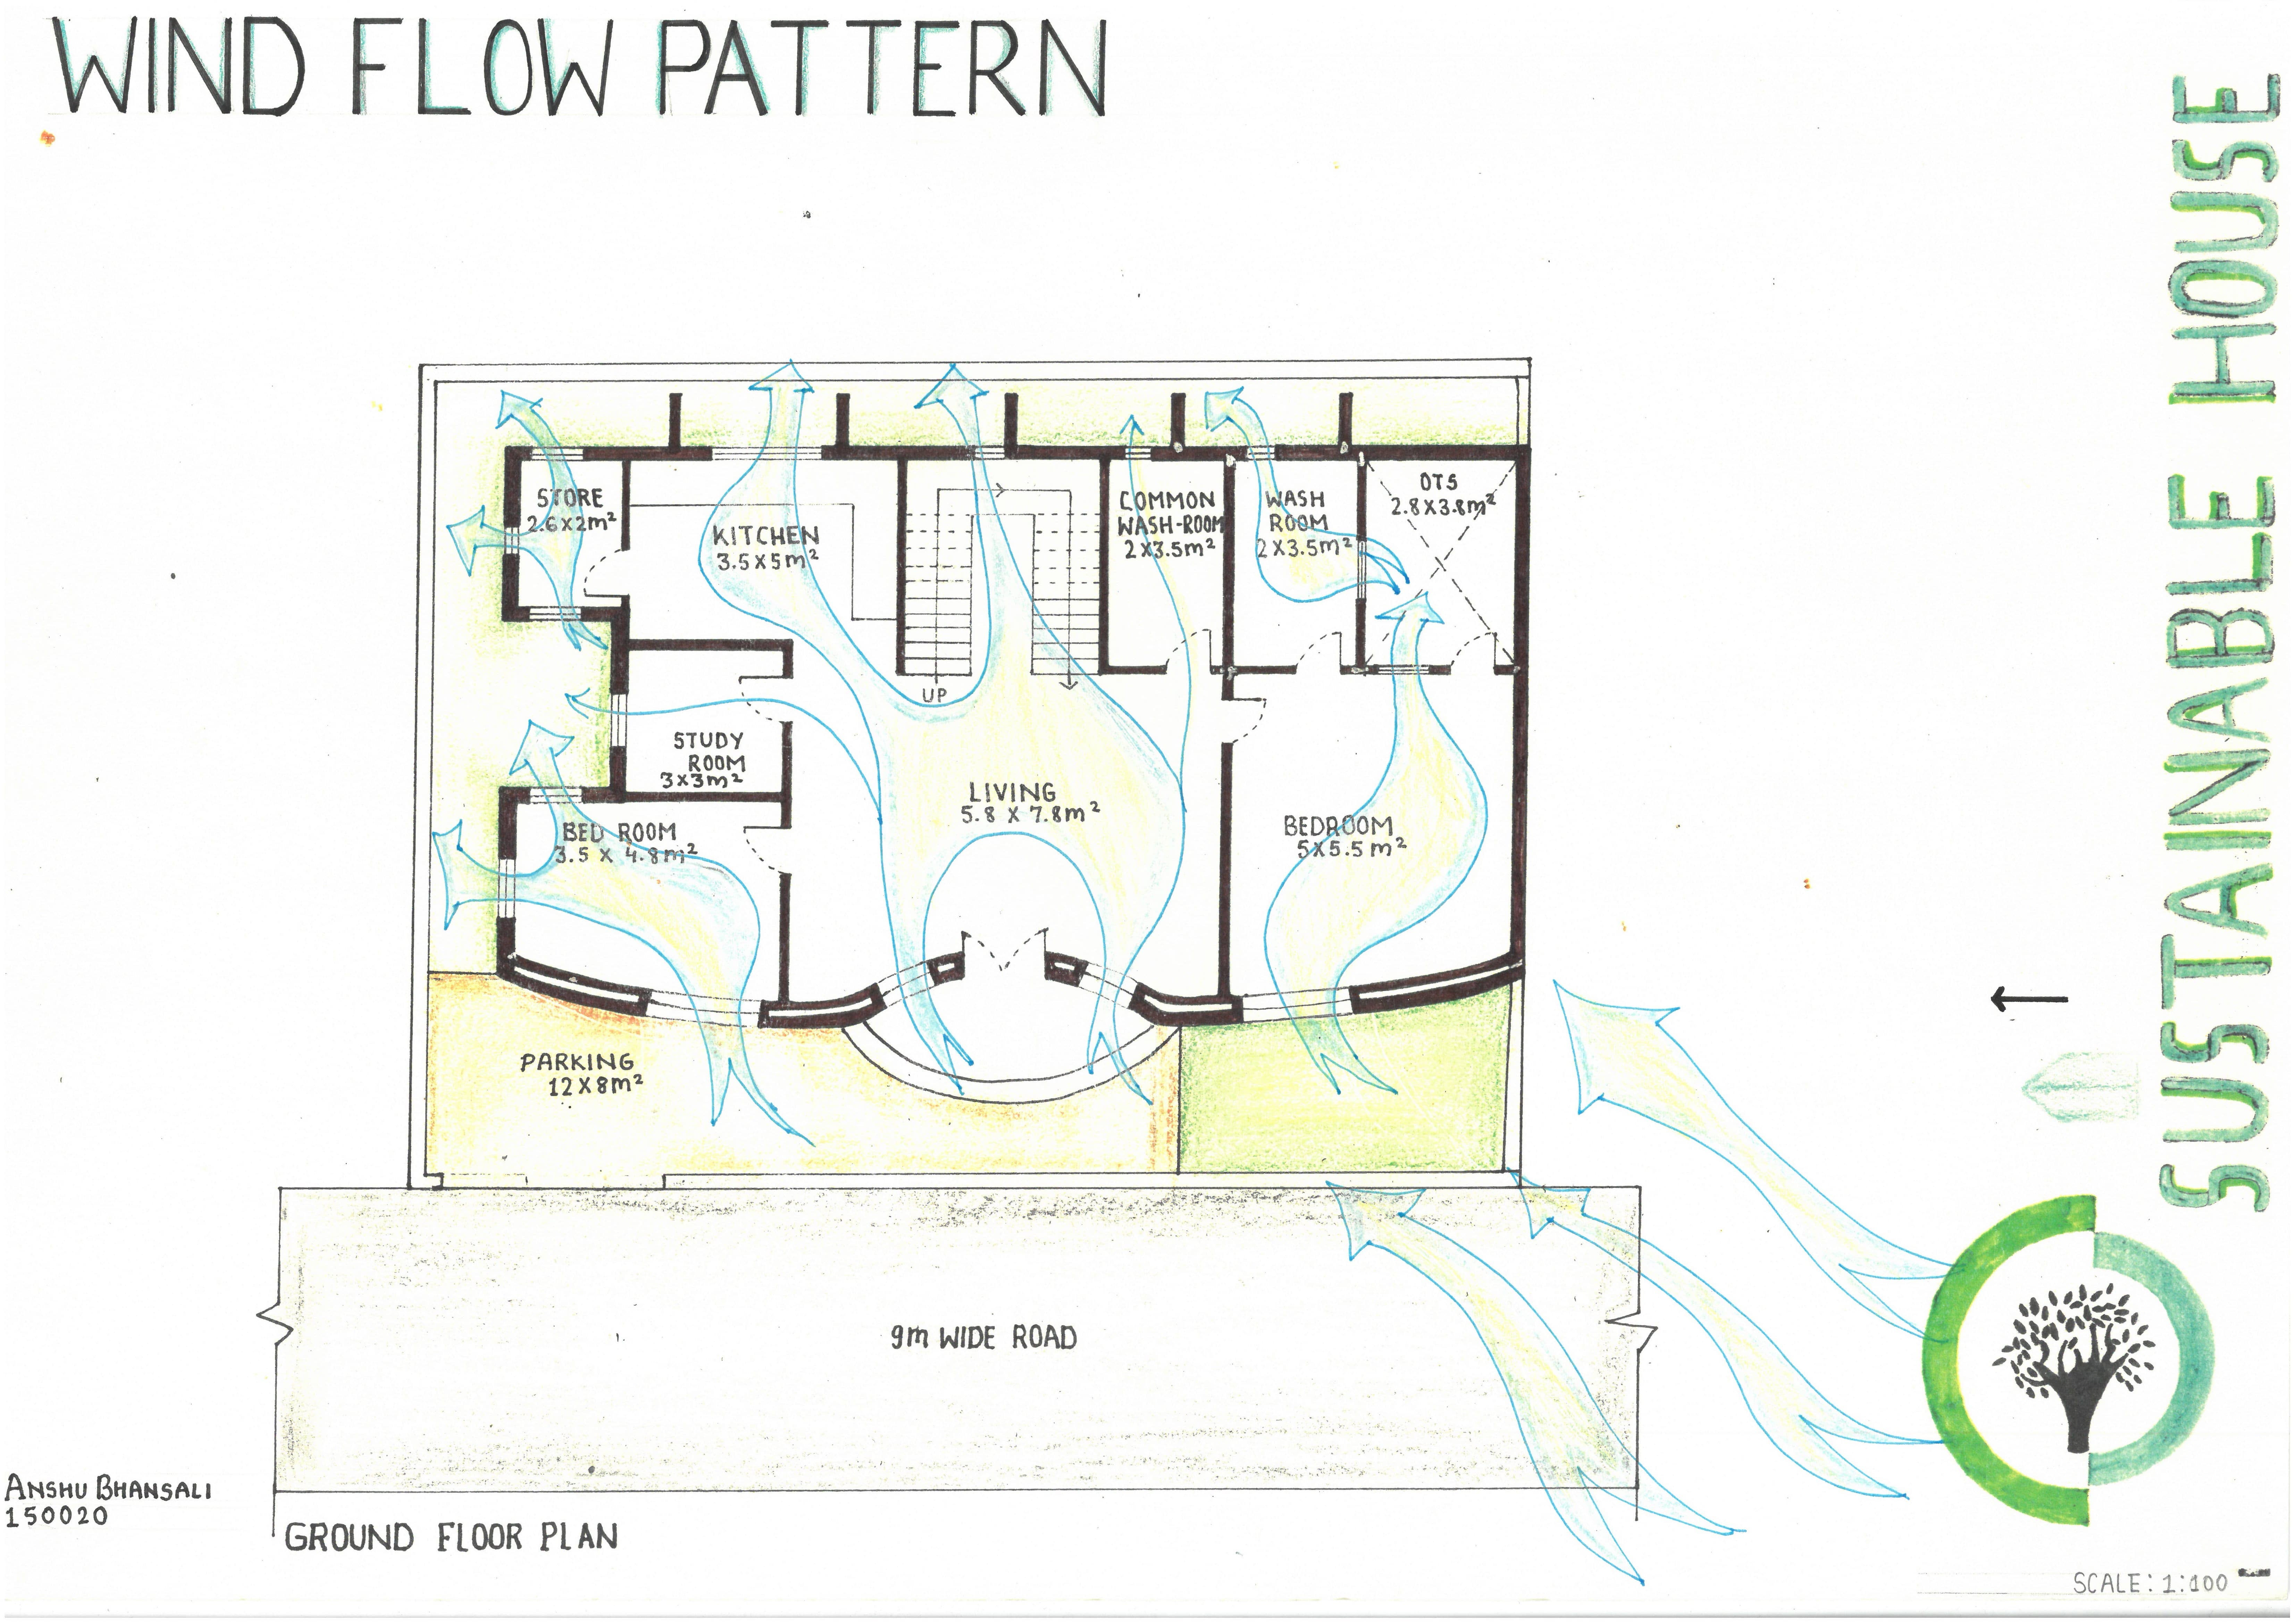 WIND FLOW PATTERN
SUSTAINABLE HOUSE
STORE
2.6X2m²
KITCHEN
3.5X5m²
COMMON
WASH-ROOM
2X3.5m²
WASH
ROOM
2X3.5m²
OTS
2.8X3.8m²
UP
STUDY
ROOM
3X3m²
LIVING
5.8 X 7.8m²
BED ROOM
3.5 X 4.8m²
BEDROOM
5X5.5m²
PARKING
12X8m²
9m WIDE ROAD
ANSHU BHANSALI
150020
GROUND FLOOR PLAN
SCALE: 1:100